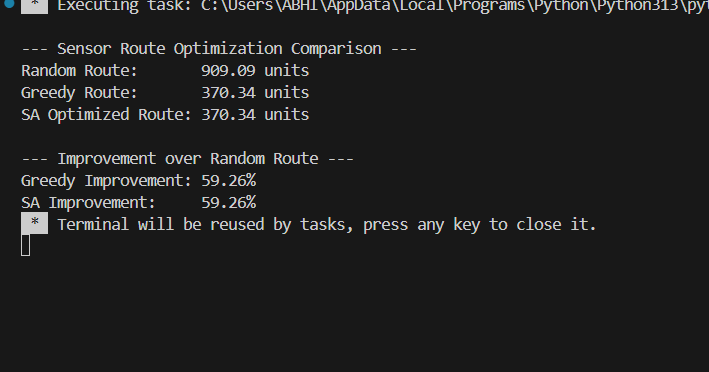 * Executing task: C:\Users\ABHI\AppData\Local\Programs\Python\Python313\pyt
--- Sensor Route Optimization Comparison ---
Random Route:       909.09 units
Greedy Route:       370.34 units
SA Optimized Route: 370.34 units
--- Improvement over Random Route ---
Greedy Improvement: 59.26%
SA Improvement:     59.26%
* Terminal will be reused by tasks, press any key to close it.